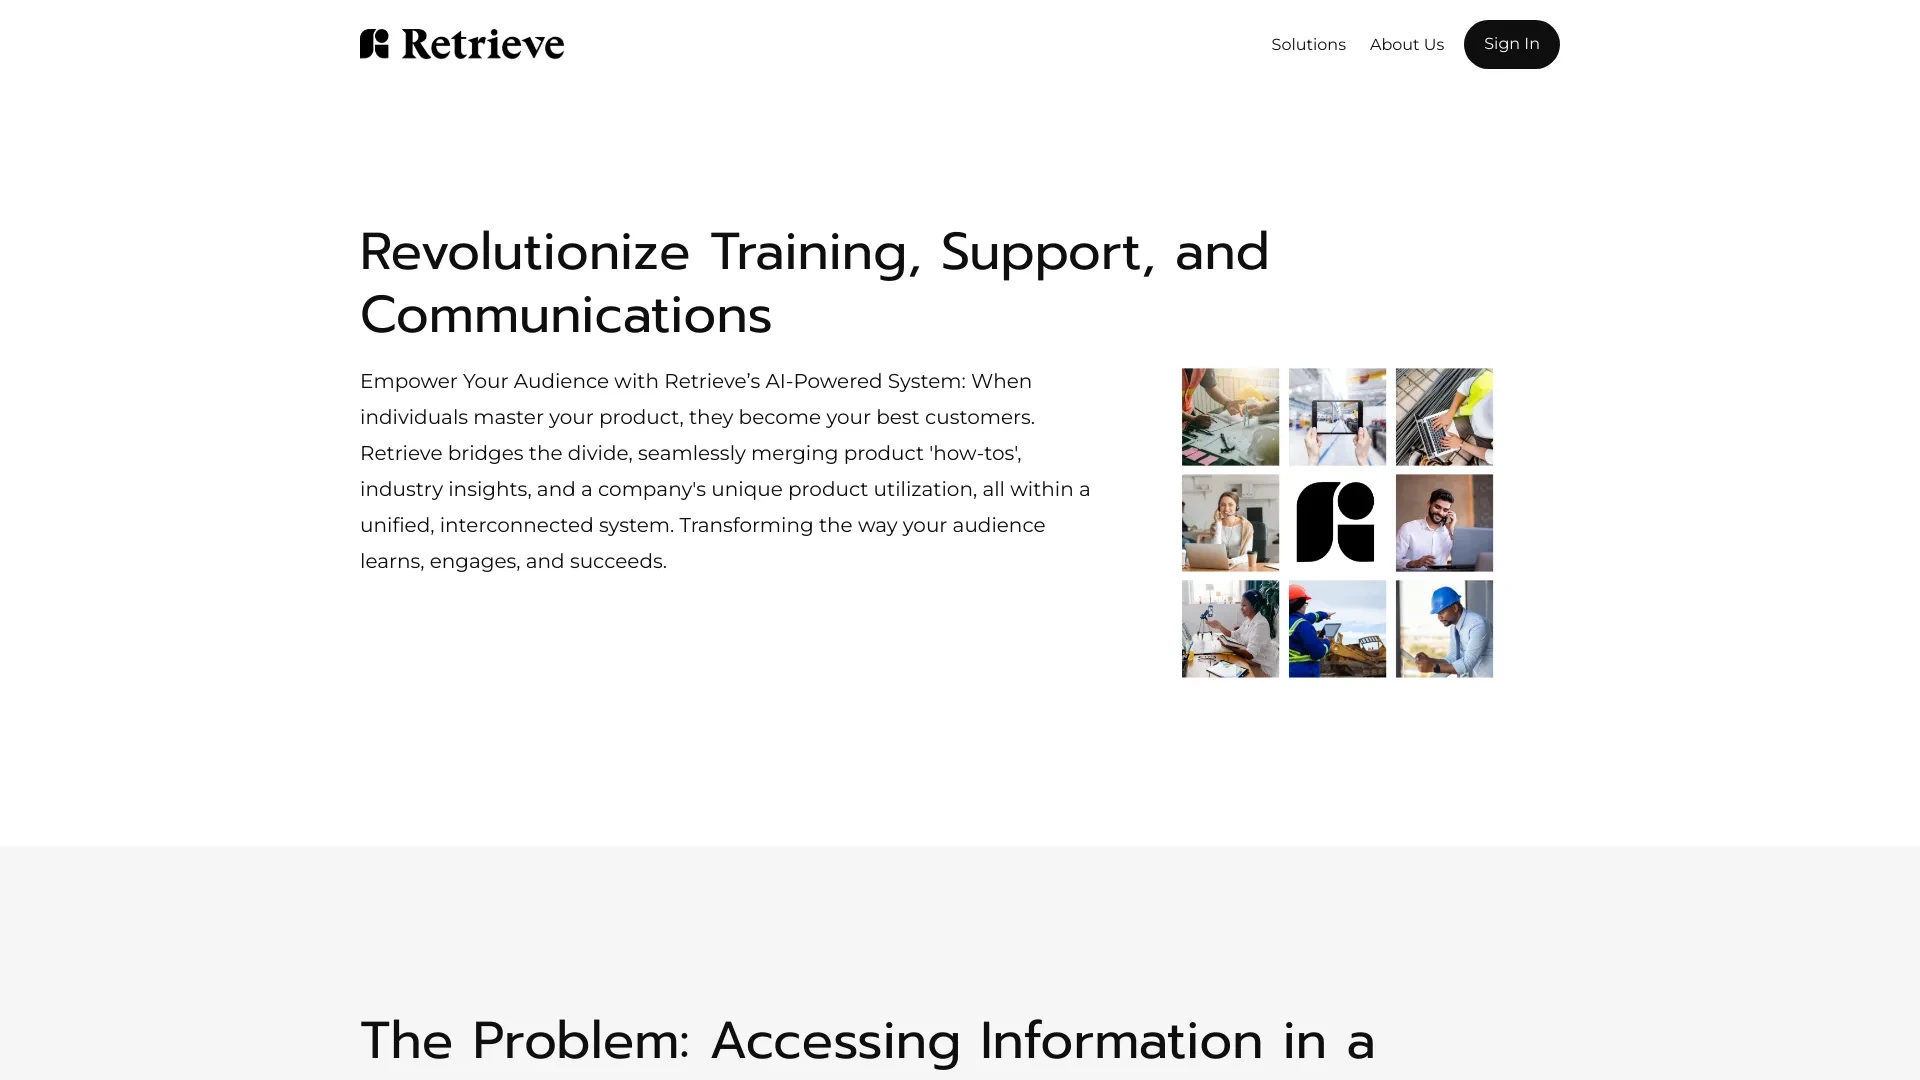 Retrieve
Solutions
About Us
Sign In
Revolutionize Training, Support, and
Communications
Empower Your Audience with Retrieve’s AI-Powered System: When
individuals master your product, they become your best customers.
Retrieve bridges the divide, seamlessly merging product 'how-tos',
industry insights, and a company's unique product utilization, all within a
unified, interconnected system. Transforming the way your audience
learns, engages, and succeeds.
The Problem: Accessing Information in a